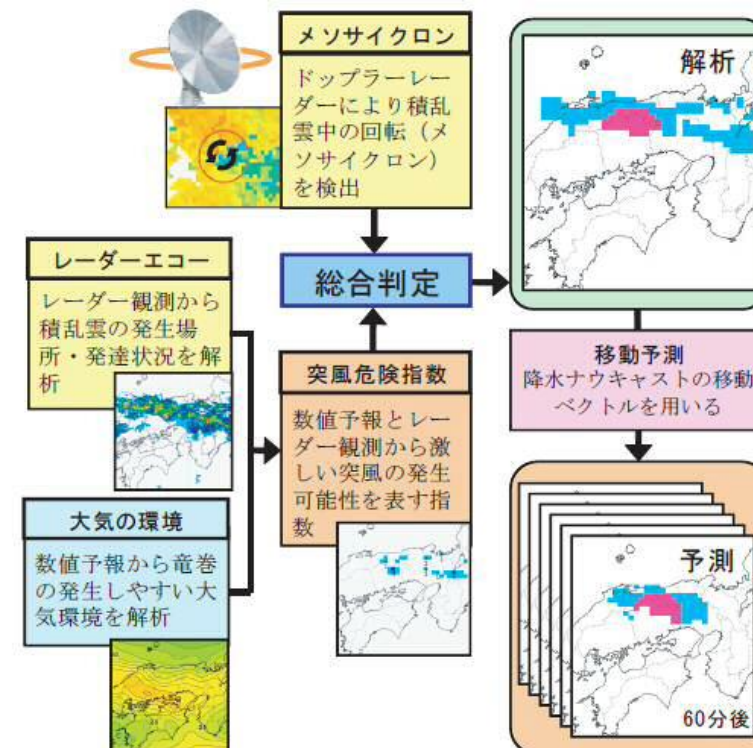 メソサイクロン
ドップラーレー
ダーにより積乱
雲中の回転（メ
ソサイクロン）
を検出
レーダーエコー
レーダー観測から
積乱雲の発生場
所・発達状況を解
析
大気の環境
数値予報から竜巻
の発生しやすい大
気環境を解析
総合判定
突風危険指数
数値予報とレー
ダー観測から激
しい突風の発生
可能性を表す指
数
解析
移動予測
降水ナウキャストの移動
ベクトルを用いる
予測
60分後